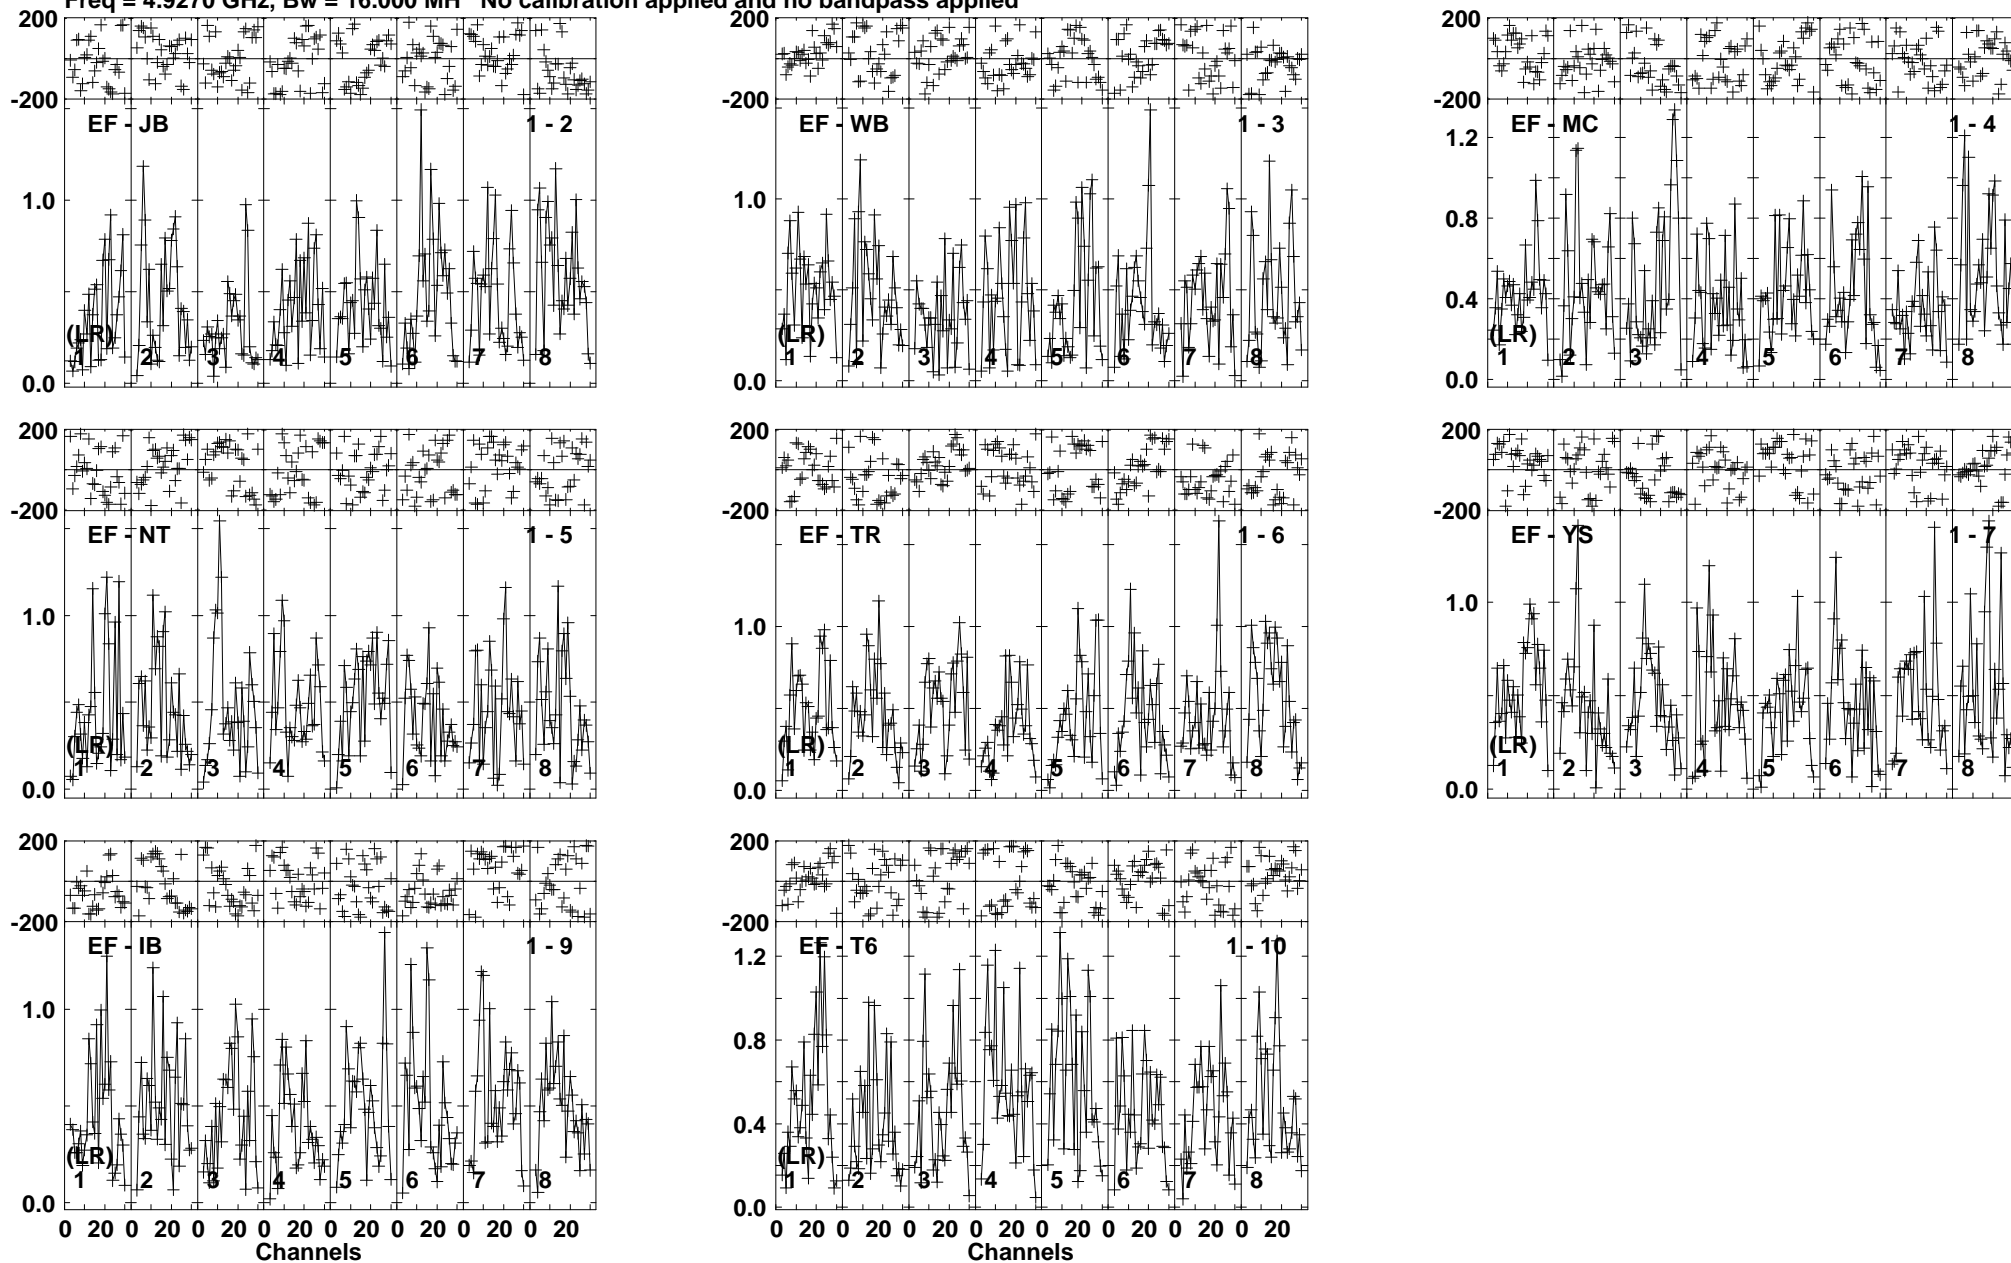 Freq = 4.9270 GHz, Bw = 16.000 MH   No calibration applied and no bandpass applied
200
-200
EF - JB 1 - 2
1.0
(LR)
1 2 3 4 5 6 7 8
0.0
200
-200
EF - WB 1 - 3
1.0
(LR)
1 2 3 4 5 6 7 8
0.0
200
-200
EF - MC 1 - 4
1.2
0.8
0.4
(LR)
1 2 3 4 5 6 7 8
0.0
200
-200
EF - NT 1 - 5
1.0
(LR)
1 2 3 4 5 6 7 8
0.0
200
-200
EF - TR 1 - 6
1.0
(LR)
1 2 3 4 5 6 7 8
0.0
200
-200
EF - YS 1 - 7
1.0
(LR)
1 2 3 4 5 6 7 8
0.0
200
-200
EF - IB 1 - 9
1.0
(LR)
1 2 3 4 5 6 7 8
0.0
0 20 0 20 0 20 0 20 0 20 0 20 0 20 0 20
Channels
200
-200
EF - T6 1 - 10
1.2
0.8
0.4
(LR)
1 2 3 4 5 6 7 8
0.0
0 20 0 20 0 20 0 20 0 20 0 20 0 20 0 20
Channels